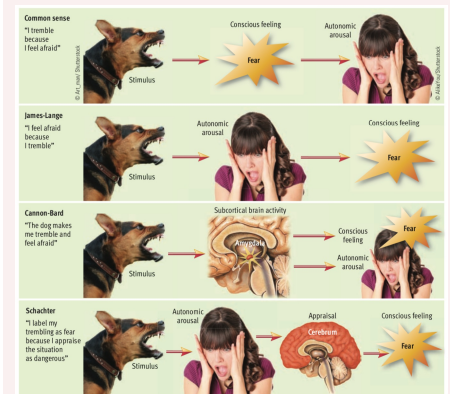 Common sense
"I tremble
because
I feel afraid"
Stimulus
Conscious feeling
Fear
Autonomic
arousal
© Art_man/ Shutterstock
James-Lange
"I feel afraid
because
I tremble"
Stimulus
Autonomic
arousal
Conscious feeling
Fear
Cannon-Bard
"The dog makes
me tremble and
feel afraid"
Stimulus
Subcortical brain activity
Amygdala
Conscious
feeling
Fear
Autonomic
arousal
Schachter
"I label my
trembling as fear
because I appraise
the situation
as dangerous"
Stimulus
Autonomic
arousal
Appraisal
Cerebrum
Conscious feeling
Fear